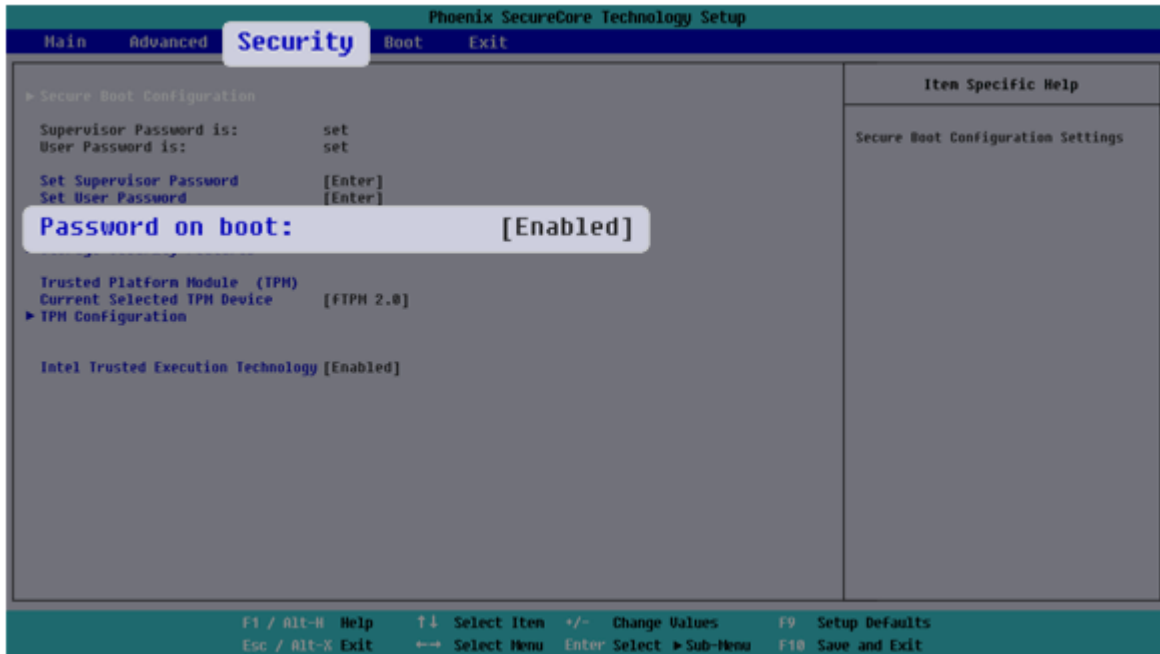 Phoenix SecureCore Technology Setup
Main Advanced Security Boot Exit
▶ Secure Boot Configuration
Supervisor Password is: set
User Password is: set
Set Supervisor Password [Enter]
Set User Password [Enter]
Password on boot: [Enabled]
Trusted Platform Module (TPM)
Current Selected TPM Device [fTPM 2.0]
▶ TPM Configuration
Intel Trusted Execution Technology [Enabled]
Item Specific Help
Secure Boot Configuration Settings
F1 / Alt-H Help ↑↓ Select Item +/- Change Values F9 Setup Defaults
Esc / Alt-X Exit ←→ Select Menu Enter Select ▶ Sub-Menu F10 Save and Exit